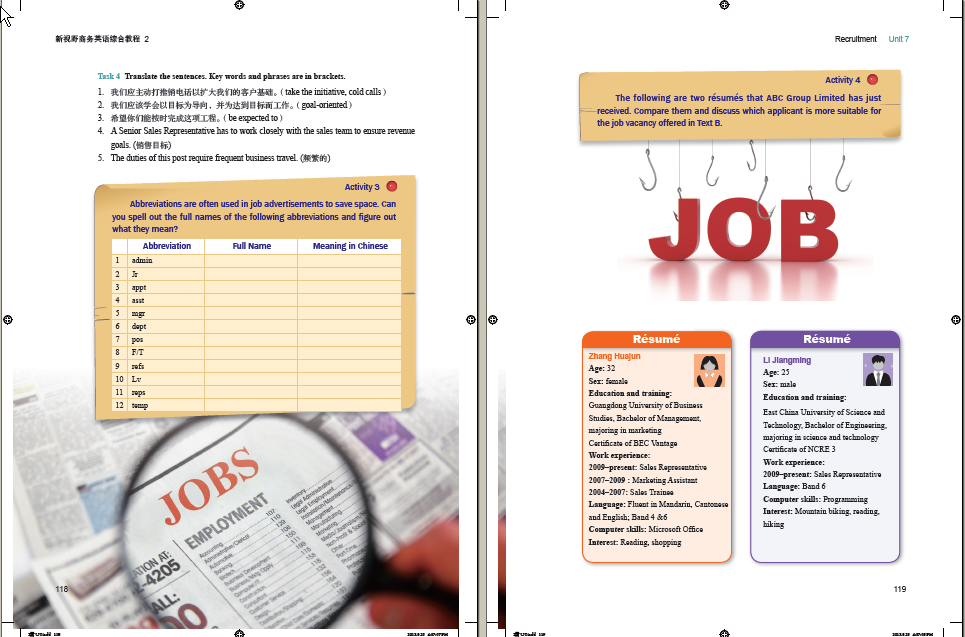 新视野商务英语综合教程 2
Task 4 Translate the sentences. Key words and phrases are in brackets.
1. 我们应主动打推销电话以扩大我们的客户基础。( take the initiative, cold calls )
2. 我们应该学会以目标为导向，并为达到目标而工作。( goal-oriented )
3. 希望你们能按时完成这项工程。( be expected to )
4. A Senior Sales Representative has to work closely with the sales team to ensure revenue
goals. (销售目标)
5. The duties of this post require frequent business travel. (频繁的)
Activity 3
Abbreviations are often used in job advertisements to save space. Can
you spell out the full names of the following abbreviations and figure out
what they mean?
Abbreviation Full Name Meaning in Chinese
1 admin
2 Jr
3 appt
4 asst
5 mgr
6 dept
7 pos
8 F/T
9 refs
10 Lv
11 reps
12 temp
JOBS
EMPLOYMENT
118
Recruitment Unit 7
Activity 4
The following are two résumés that ABC Group Limited has just
received. Compare them and discuss which applicant is more suitable for
the job vacancy offered in Text B.
JOB
Résumé
Zhang Huajun
Age: 32
Sex: female
Education and training:
Guangdong University of Business
Studies, Bachelor of Management,
majoring in marketing
Certificate of BEC Vantage
Work experience:
2009–present: Sales Representative
2007–2009 : Marketing Assistant
2004–2007: Sales Trainee
Language: Fluent in Mandarin, Cantonese
and English; Band 4 &6
Computer skills: Microsoft Office
Interest: Reading, shopping
Résumé
Li Jiangming
Age: 25
Sex: male
Education and training:
East China University of Science and
Technology, Bachelor of Engineering,
majoring in science and technology
Certificate of NCRE 3
Work experience:
2009–present: Sales Representative
Language: Band 6
Computer skills: Programming
Interest: Mountain biking, reading,
hiking
119